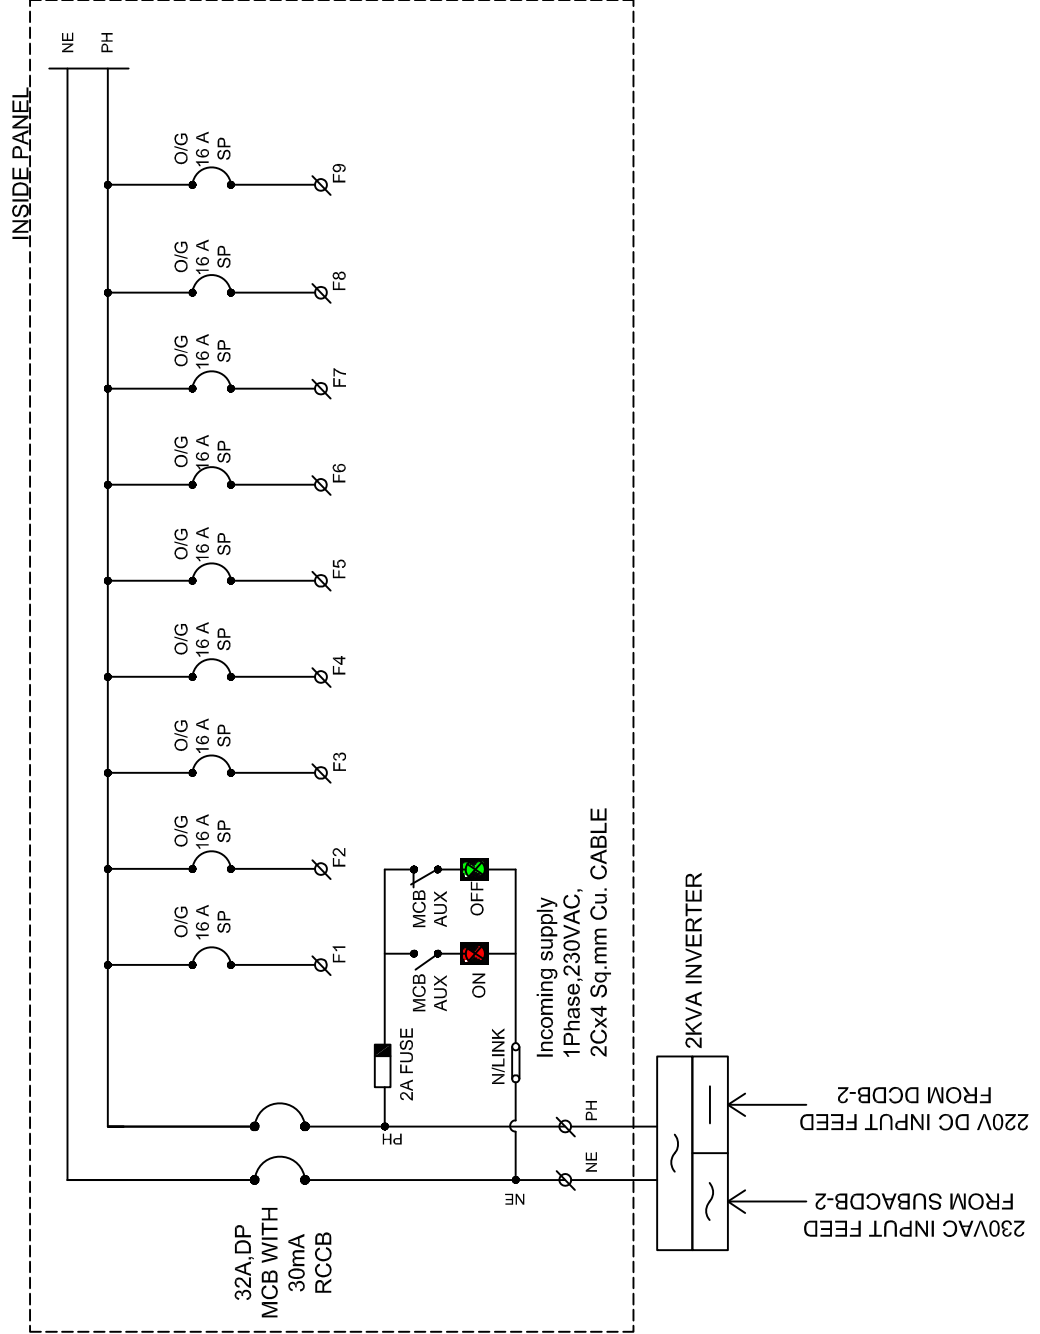 INSIDE PANEL
NE
PH
O/G
16 A
SP
F9
O/G
16 A
SP
F8
O/G
16 A
SP
F7
O/G
16 A
SP
F6
O/G
16 A
SP
F5
O/G
16 A
SP
F4
O/G
16 A
SP
F3
O/G
16 A
SP
F2
O/G
16 A
SP
F1
MCB
AUX
OFF
MCB
AUX
ON
2A FUSE
N/LINK
Incoming supply
1Phase,230VAC,
2Cx4 Sq.mm Cu. CABLE
PH
NE
PH
NE
32A,DP
MCB WITH
30mA
RCCB
2KVA INVERTER
220V DC INPUT FEED
FROM DCDB-2
230VAC INPUT FEED
FROM SUBACDB-2